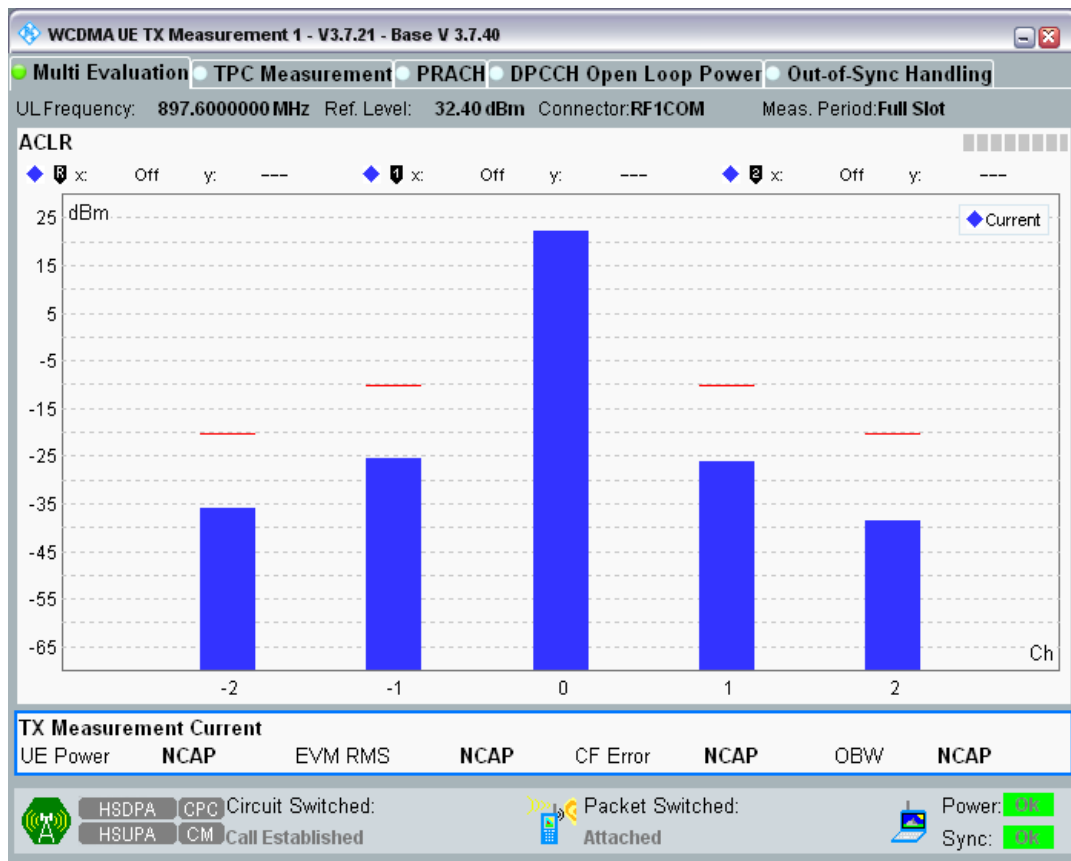 WCDMA UE TX Measurement 1 - V3.7.21 - Base V 3.7.40
Multi Evaluation TPC Measurement PRACH DPCCH Open Loop Power Out-of-Sync Handling
UL Frequency: 897.6000000 MHz Ref. Level: 32.40 dBm Connector: RF1COM Meas. Period: Full Slot
ACLR
R x: Off y: --- 1 x: Off y: --- 2 x: Off y: ---
dBm
Current
25
15
5
-5
-15
-25
-35
-45
-55
-65
Ch
-2 -1 0 1 2
TX Measurement Current
UE Power NCAP EVM RMS NCAP CF Error NCAP OBW NCAP
HSDPA CPC Circuit Switched: Packet Switched: Power: OK
HSUPA CM Call Established Attached Sync: OK